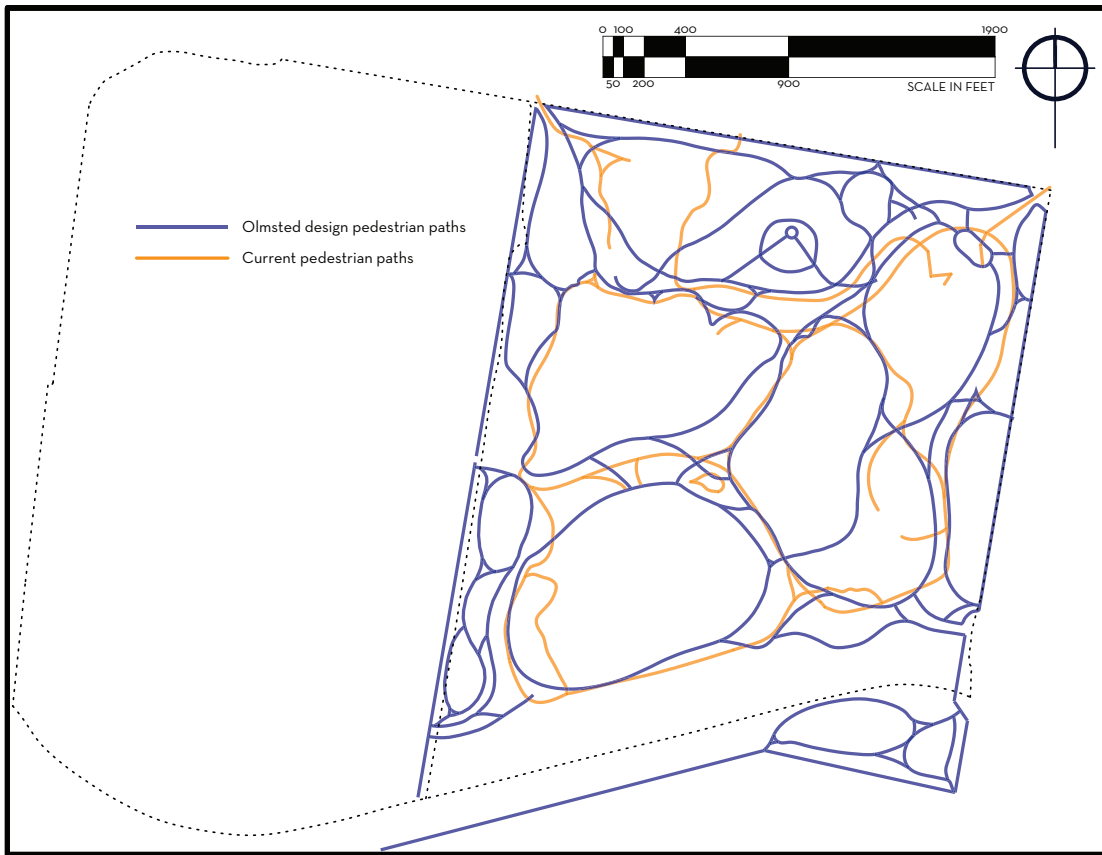 0 100 400 1900
50 200 900 SCALE IN FEET
Olmsted design pedestrian paths
Current pedestrian paths